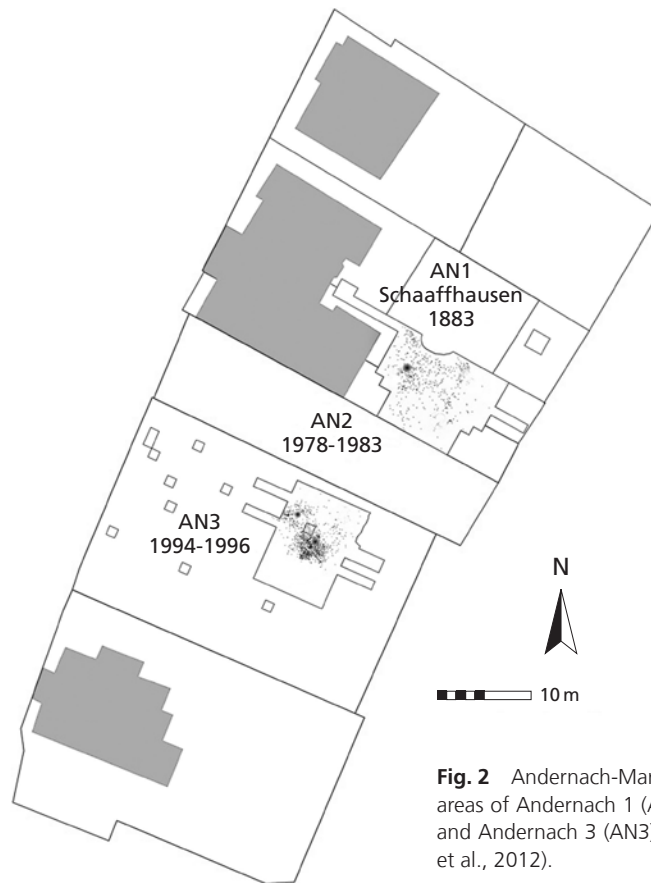 AN1
Schaaffhausen
1883
AN2
1978-1983
AN3
1994-1996
N
10 m
Fig. 2 Andernach-Mar
areas of Andernach 1 (A
and Andernach 3 (AN3)
et al., 2012).